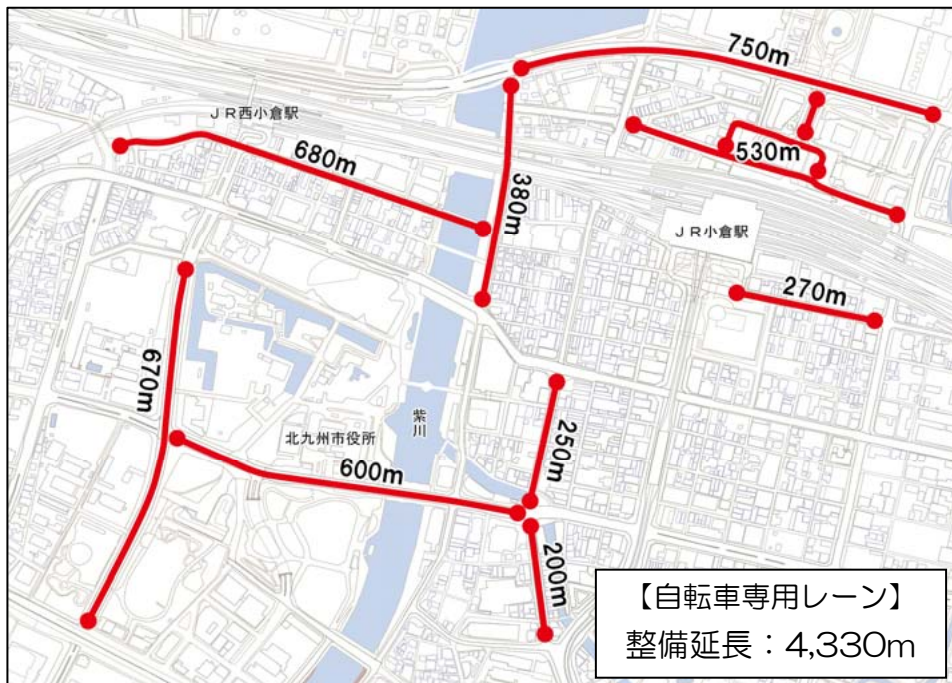 750m
JR西小倉駅
680m
380m
530m
JR小倉駅
270m
670m
紫川
北九州市役所
600m
250m
200m
【自転車専用レーン】
整備延長：4,330m